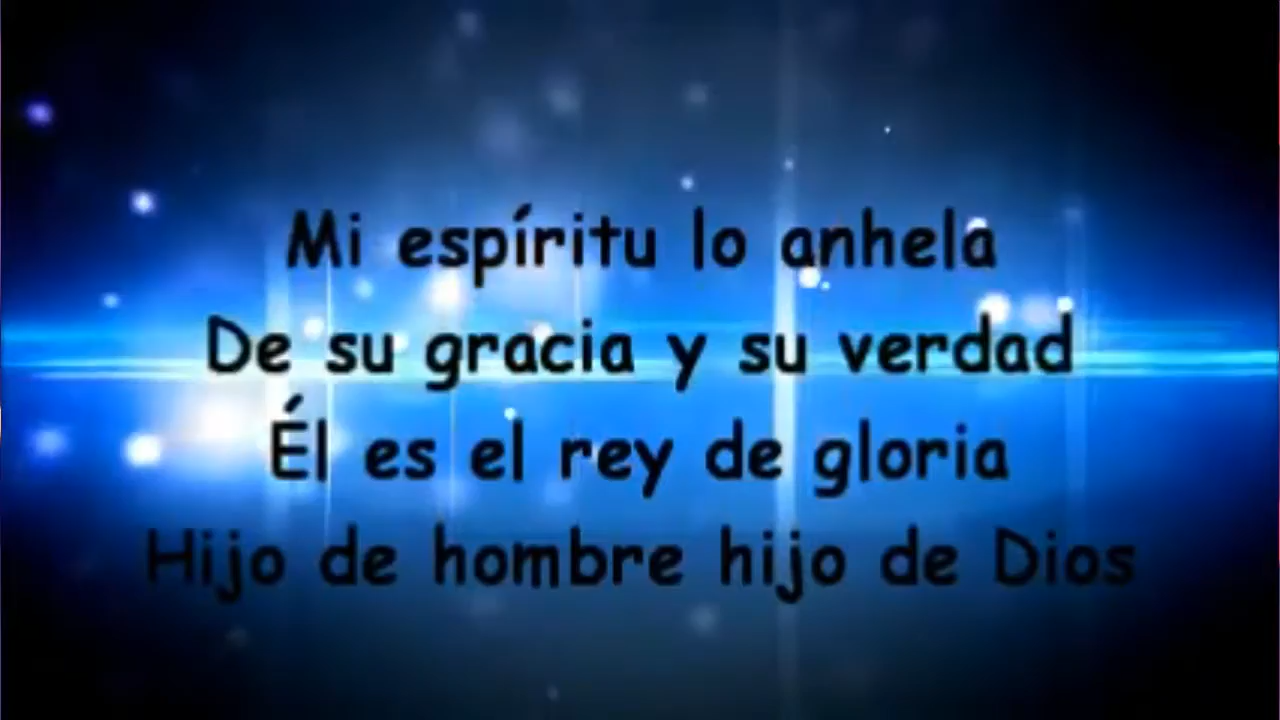 Mi espíritu lo anhela
De su gracia y su verdad
Él es el rey de gloria
Hijo de hombre hijo de Dios